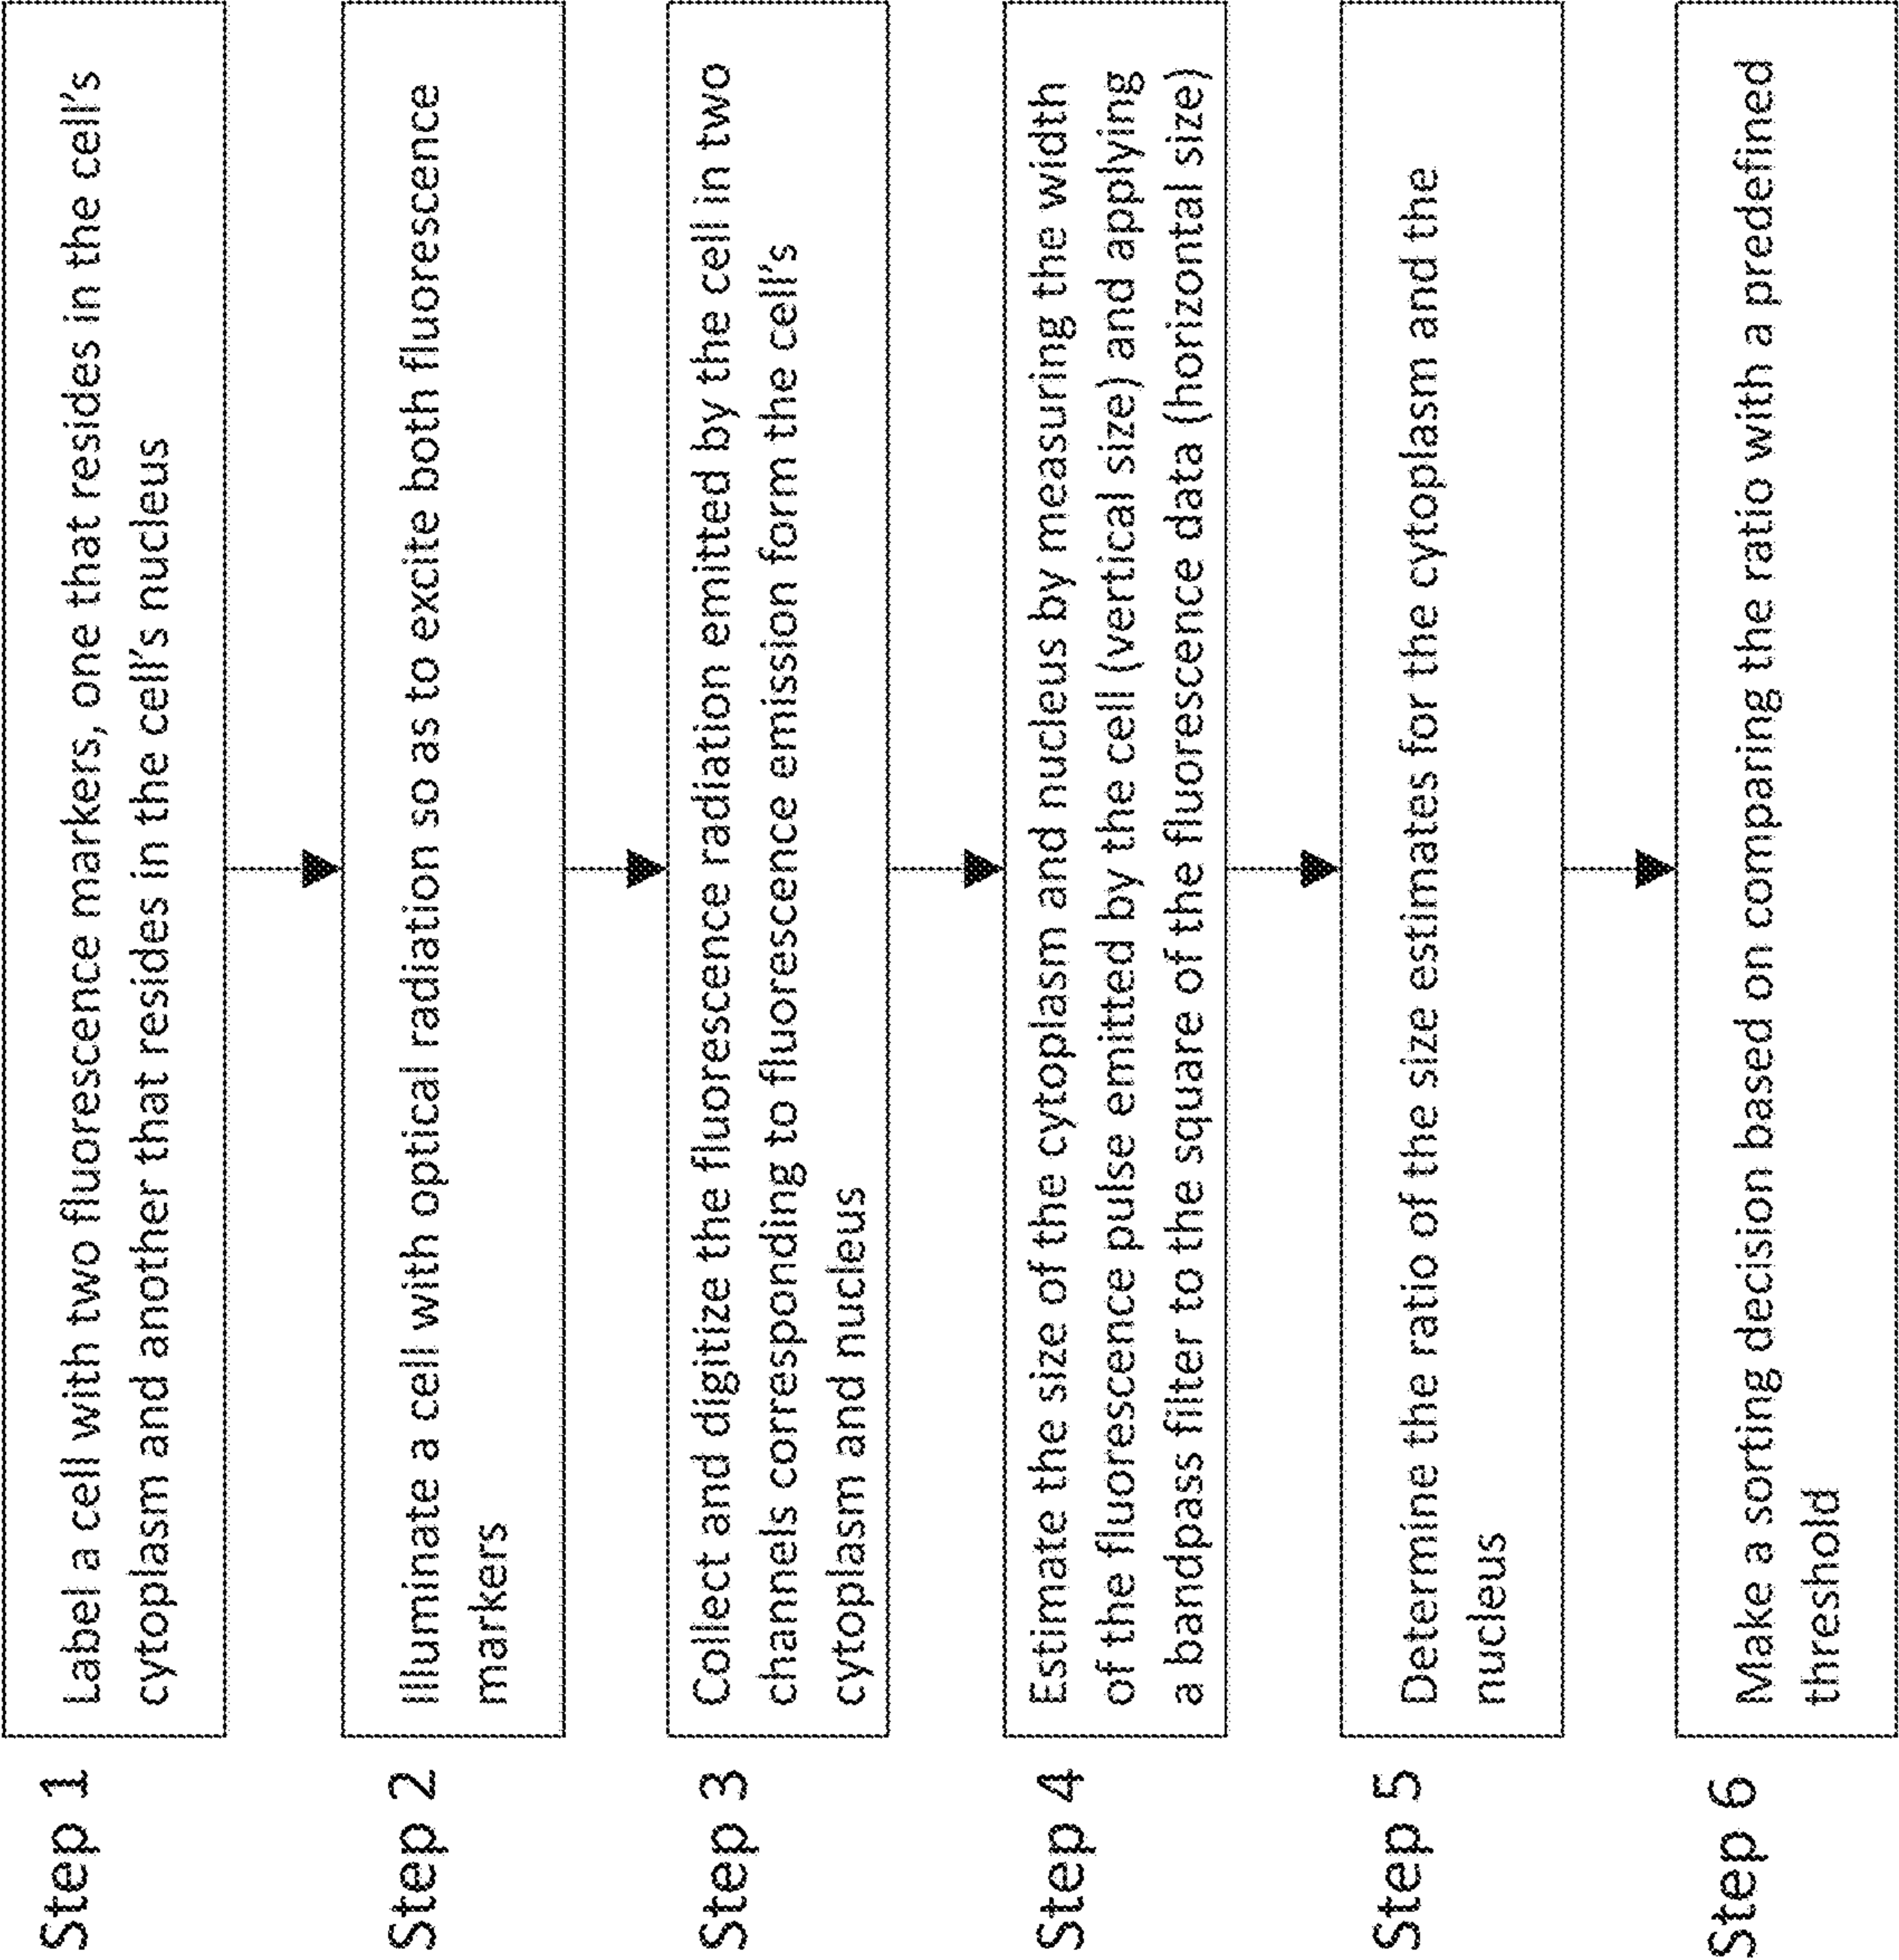 Step 1
Label a cell with two fluorescence markers, one that resides in the cell's
cytoplasm and another that resides in the cell's nucleus
Step 2
Illuminate a cell with optical radiation so as to excite both fluorescence
markers
Step 3
Collect and digitize the fluorescence radiation emitted by the cell in two
channels corresponding to fluorescence emission form the cell's
cytoplasm and nucleus
Step 4
Estimate the size of the cytoplasm and nucleus by measuring the width
of the fluorescence pulse emitted by the cell (vertical size) and applying
a bandpass filter to the square of the fluorescence data (horizontal size)
Step 5
Determine the ratio of the size estimates for the cytoplasm and the
nucleus
Step 6
Make a sorting decision based on comparing the ratio with a predefined
threshold